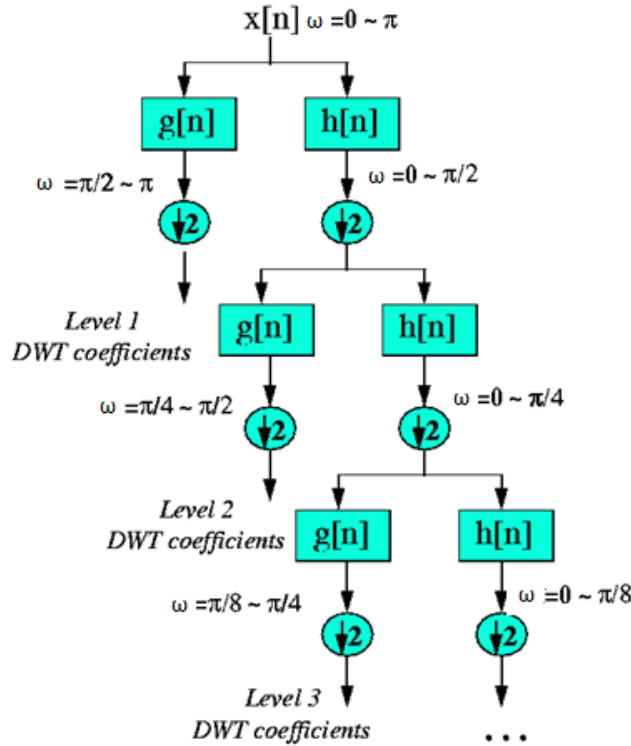 x[n] ω=0 ~ π
g[n] h[n]
ω =π/2 ~ π ω =0 ~ π/2
2 2
Level 1
DWT coefficients
g[n] h[n]
ω =π/4 ~ π/2 ω =0 ~ π/4
2 2
Level 2
DWT coefficients
g[n] h[n]
ω =π/8 ~ π/4 ω =0 ~ π/8
2 2
Level 3
DWT coefficients
...